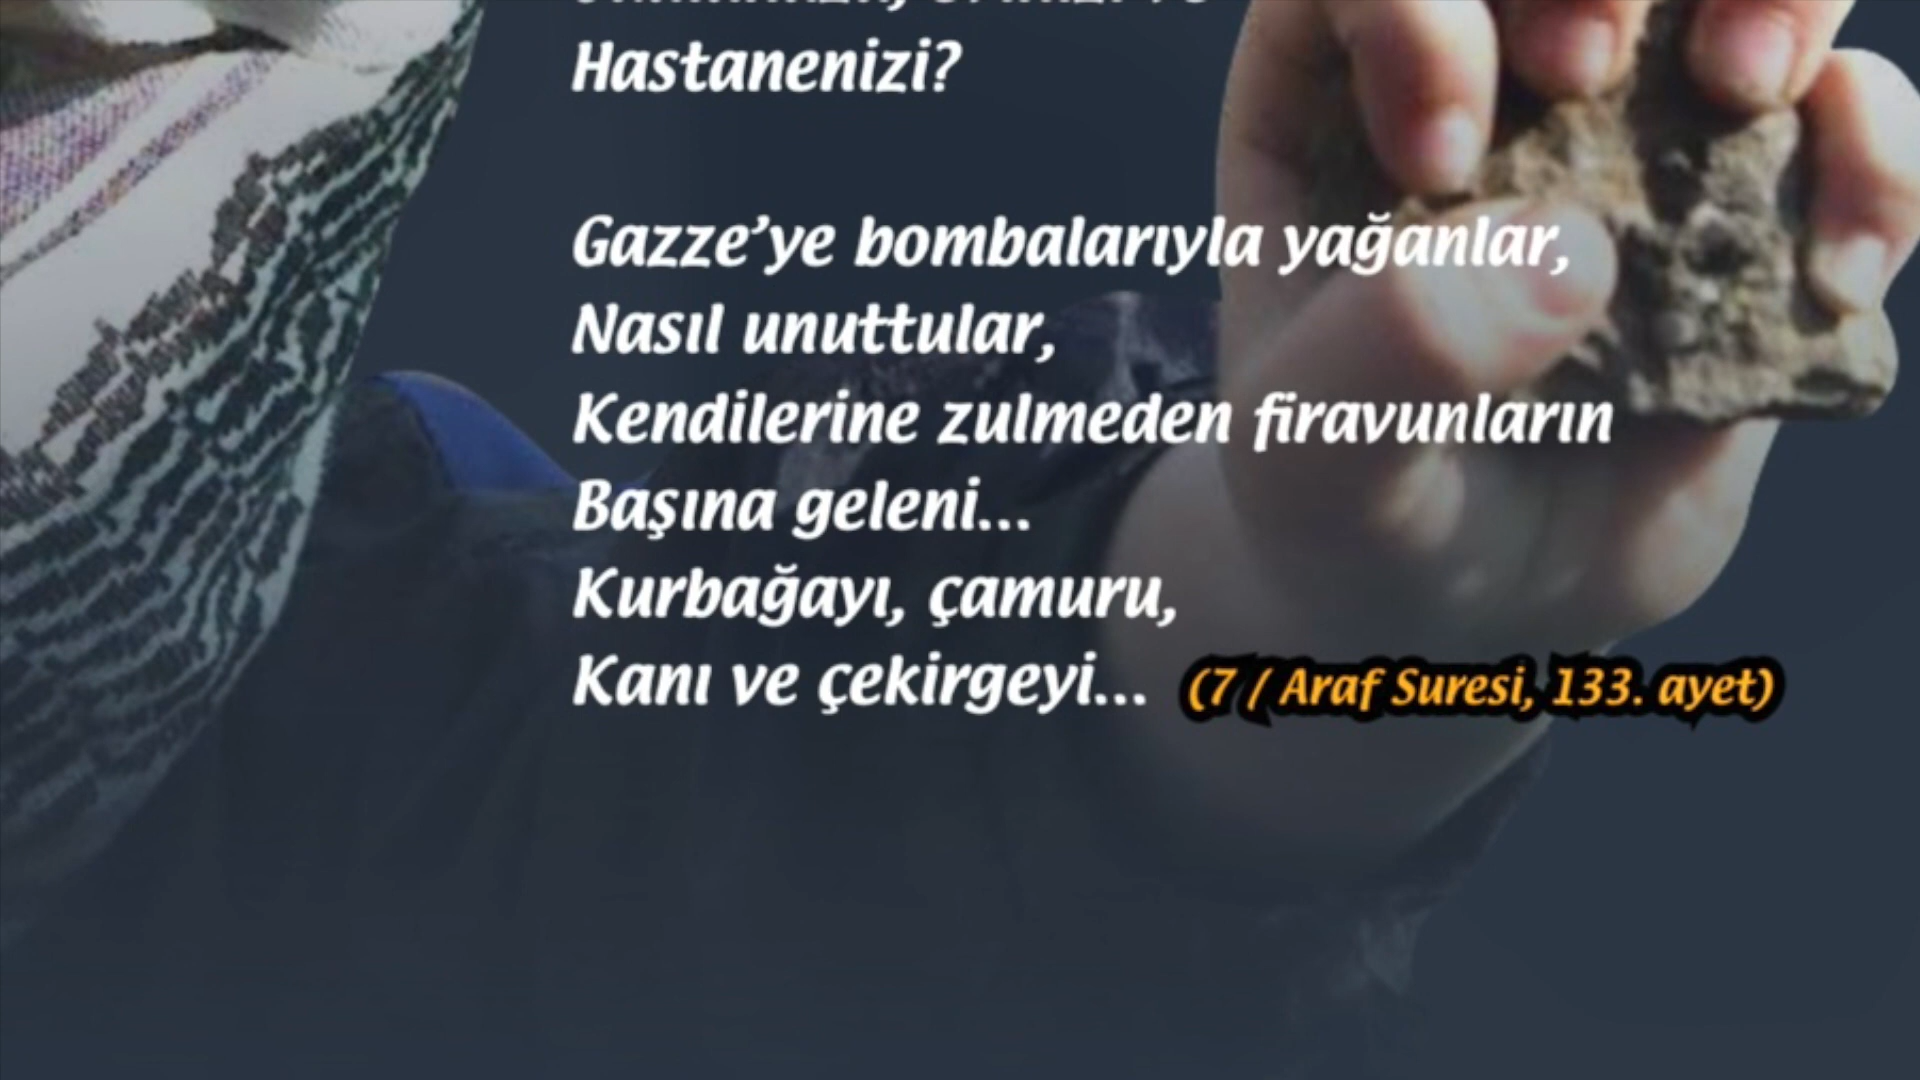 Hastanenizi?
Gazze’ye bombalarıyla yağanlar,
Nasıl unuttular,
Kendilerine zulmeden firavunların
Başına geleni...
Kurbağayı, çamuru,
Kanı ve çekirgeyi... (7 / Araf Suresi, 133. ayet)